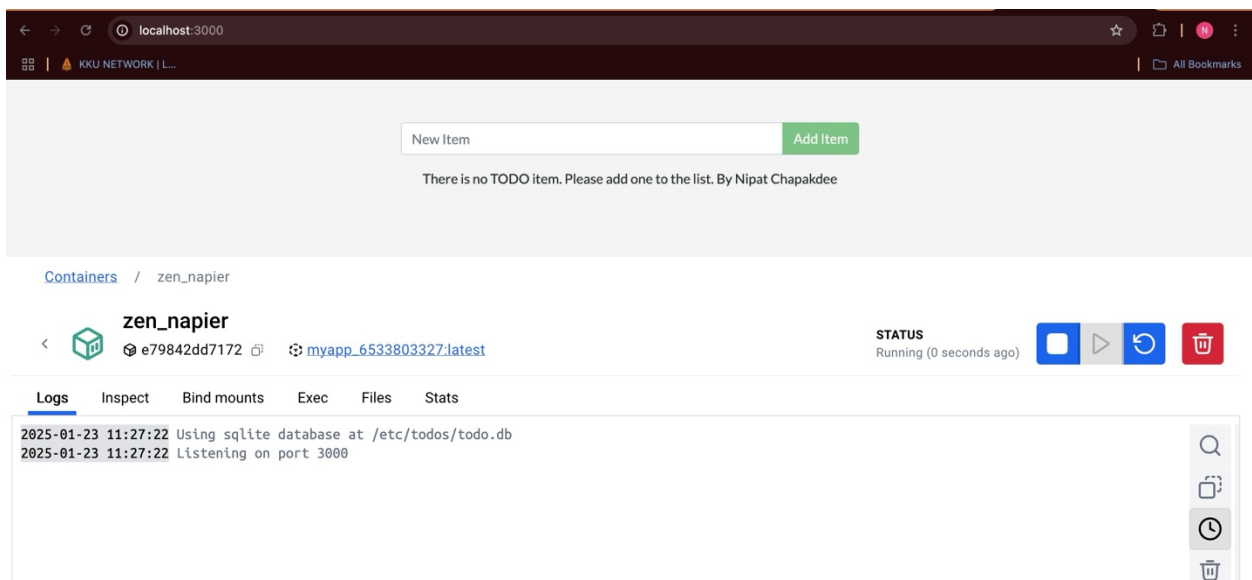 localhost:3000
N
KKU NETWORK | L...
All Bookmarks
New Item
Add Item
There is no TODO item. Please add one to the list. By Nipat Chapakdee
Containers / zen_napier
zen_napier
e79842dd7172
myapp_6533803327:latest
STATUS
Running (0 seconds ago)
Logs Inspect Bind mounts Exec Files Stats
2025-01-23 11:27:22 Using sqlite database at /etc/todos/todo.db
2025-01-23 11:27:22 Listening on port 3000